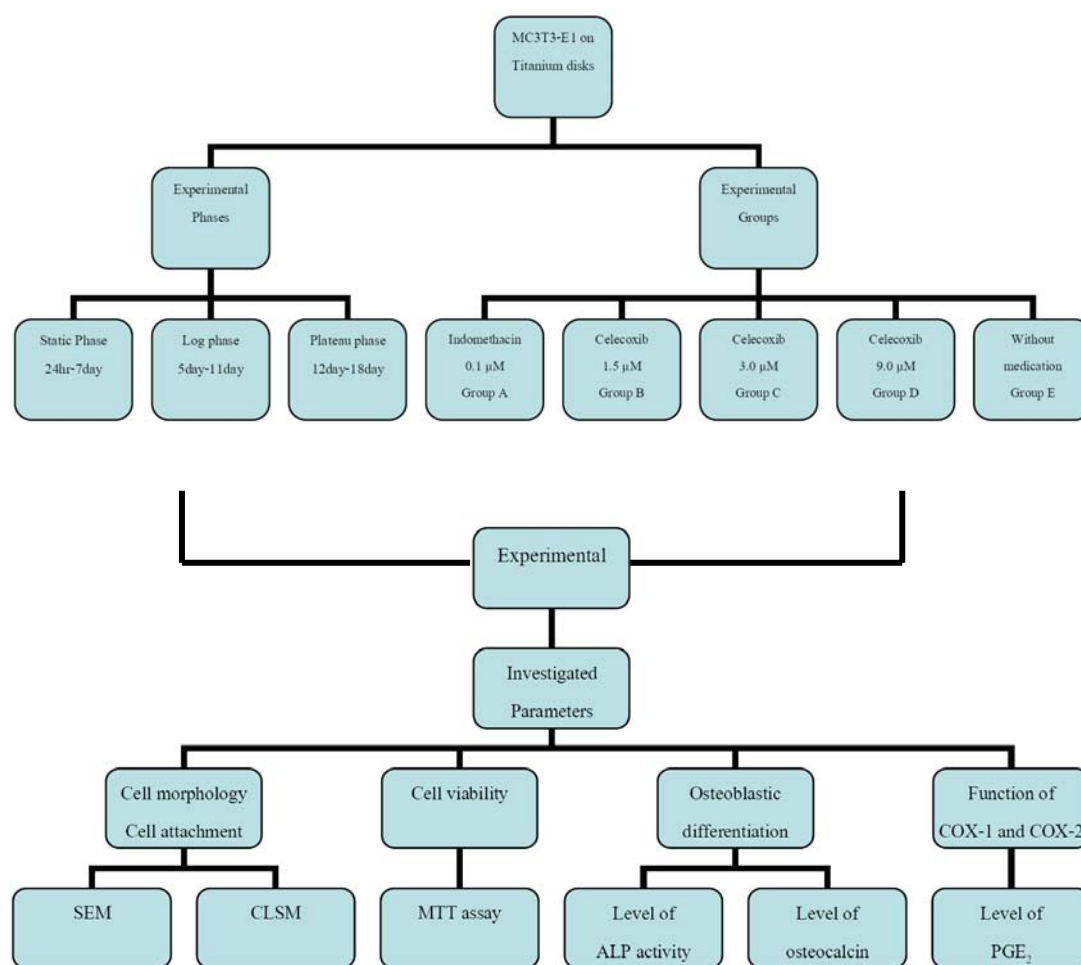 MC3T3-E1 on
Titanium disks
Experimental
Phases
Experimental
Groups
Static Phase
24hr-7day
Log phase
5day-11day
Plateau phase
12day-18day
Indomethacin
0.1 µM
Group A
Celecoxib
1.5 µM
Group B
Celecoxib
3.0 µM
Group C
Celecoxib
9.0 µM
Group D
Without
medication
Group E
Experimental
Investigated
Parameters
Cell morphology
Cell attachment
Cell viability
Osteoblastic
differentiation
Function of
COX-1 and COX-2
SEM
CLSM
MTT assay
Level of
ALP activity
Level of
osteocalcin
Level of
PGE₂